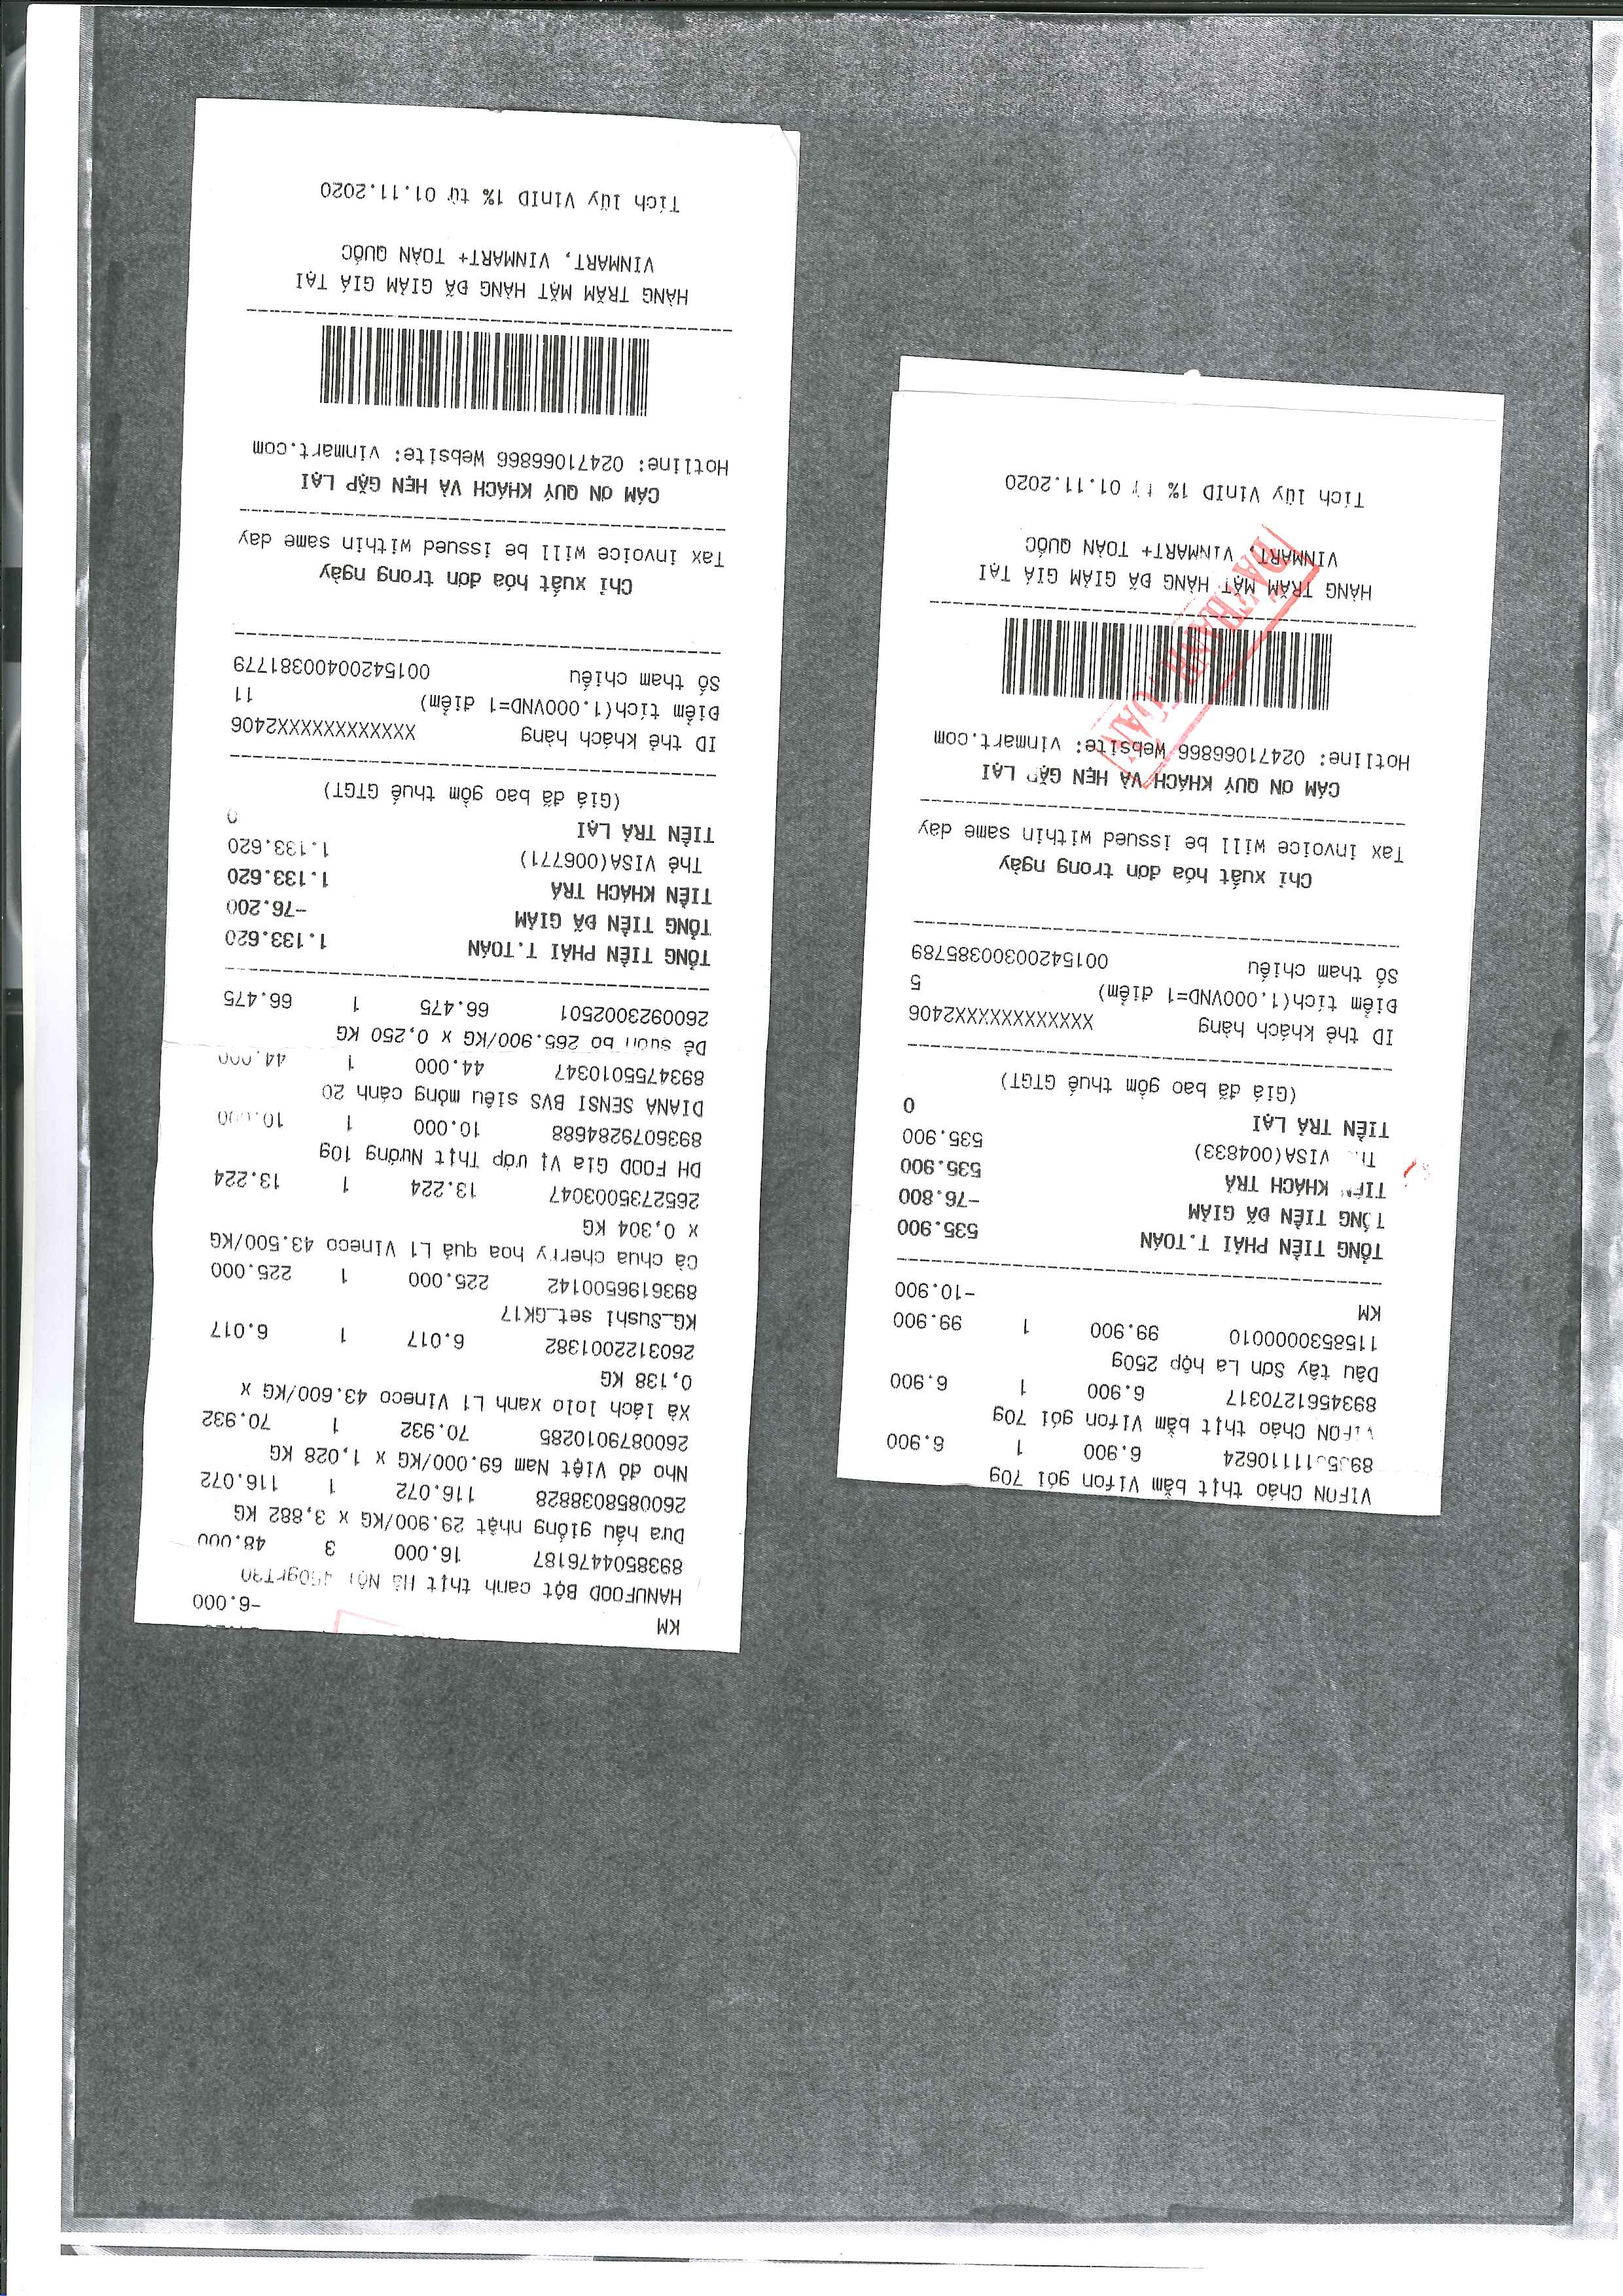 VIFON Cháo thịt bằm Vifon gói 70g
6.900 1 6.900
Cháo thịt bằm Vifon gói 70g
8934561270317 6.900 1 6.900
Dâu tây Sơn La hộp 250g
1158530000010 99.900 1 99.900
KM -10.900
TỔNG TIỀN PHẢI T.TOÁN 535.900
TỔNG TIỀN ĐÃ GIẢM -76.800
TIỀN KHÁCH TRẢ 535.900
VISA(004833) 535.900
TIỀN TRẢ LẠI 0
(Giá đã bao gồm thuế GTGT)
ID thẻ khách hàng XXXXXXXXXXXX2406
Điểm tích(1.000VND=1 điểm) 5
Số tham chiếu 00154200300385789
Chỉ xuất hóa đơn trong ngày
Tax invoice will be issued within same day
CẢM ƠN QUÝ KHÁCH VÀ HẸN GẶP LẠI
Hotline: 02471066866 Website: vinmart.com
HÀNG TRĂM MẶT HÀNG ĐÃ GIẢM GIÁ TẠI
VINMART, VINMART+ TOÀN QUỐC
Tích lũy VinID 1% từ 01.11.2020
ĐÃ THANH TOÁN
KM -6.000
HANUFOOD Bột canh thịt Hà Nội
8938504476187 16.000 3 48.000
Dưa hấu giống nhật 29.900/KG x 3,882 KG
2600858038828 116.072 1 116.072
Nho đỏ Việt Nam 69.000/KG x 1,028 KG
2600879010285 70.932 1 70.932
Xà lách lolo xanh L1 Vineco 43.600/KG x
0,138 KG
2603122001382 6.017 1 6.017
KG_Sushi set_GK17
8936196500142 225.000 1 225.000
Cà chua cherry hoa quả L1 Vineco 43.500/KG
x 0,304 KG
2652735003047 13.224 1 13.224
DH FOOD Gia Vị ướp Thịt Nướng 10g
8936079284688 10.000 1 10.000
DIANA SENSI BVS siêu mỏng cánh 20
8934755010347 44.000 1 44.000
Dẻ sườn bò 265.900/KG x 0,250 KG
2600923002501 66.475 1 66.475
TỔNG TIỀN PHẢI T.TOÁN 1.133.620
TỔNG TIỀN ĐÃ GIẢM -76.200
TIỀN KHÁCH TRẢ 1.133.620
Thẻ VISA(006771) 1.133.620
TIỀN TRẢ LẠI 0
(Giá đã bao gồm thuế GTGT)
ID thẻ khách hàng XXXXXXXXXXXX2406
Điểm tích(1.000VND=1 điểm) 11
Số tham chiếu 00154200400381779
Chỉ xuất hóa đơn trong ngày
Tax invoice will be issued within same day
CẢM ƠN QUÝ KHÁCH VÀ HẸN GẶP LẠI
Hotline: 02471066866 Website: vinmart.com
HÀNG TRĂM MẶT HÀNG ĐÃ GIẢM GIÁ TẠI
VINMART, VINMART+ TOÀN QUỐC
Tích lũy VinID 1% từ 01.11.2020